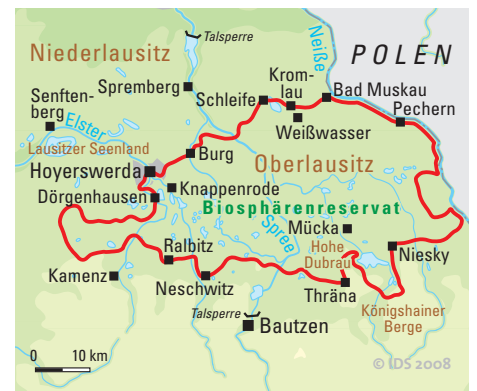 Talsperre
Niederlausitz
Neiße
POLEN
Spremberg
Krom-
lau
Senften-
berg
Schleife
Bad Muskau
Pechern
Elster
Weißwasser
Lausitzer Seenland
Burg
Oberlausitz
Hoyerswerda
Knappenrode
Dörgenhausen
Biosphärenreservat
Spree
Mücka
Hohe
Dubrau
Ralbitz
Niesky
Kamenz
Neschwitz
Thräna
Königshainer
Berge
Talsperre
Bautzen
0 10 km
© IDS 2008